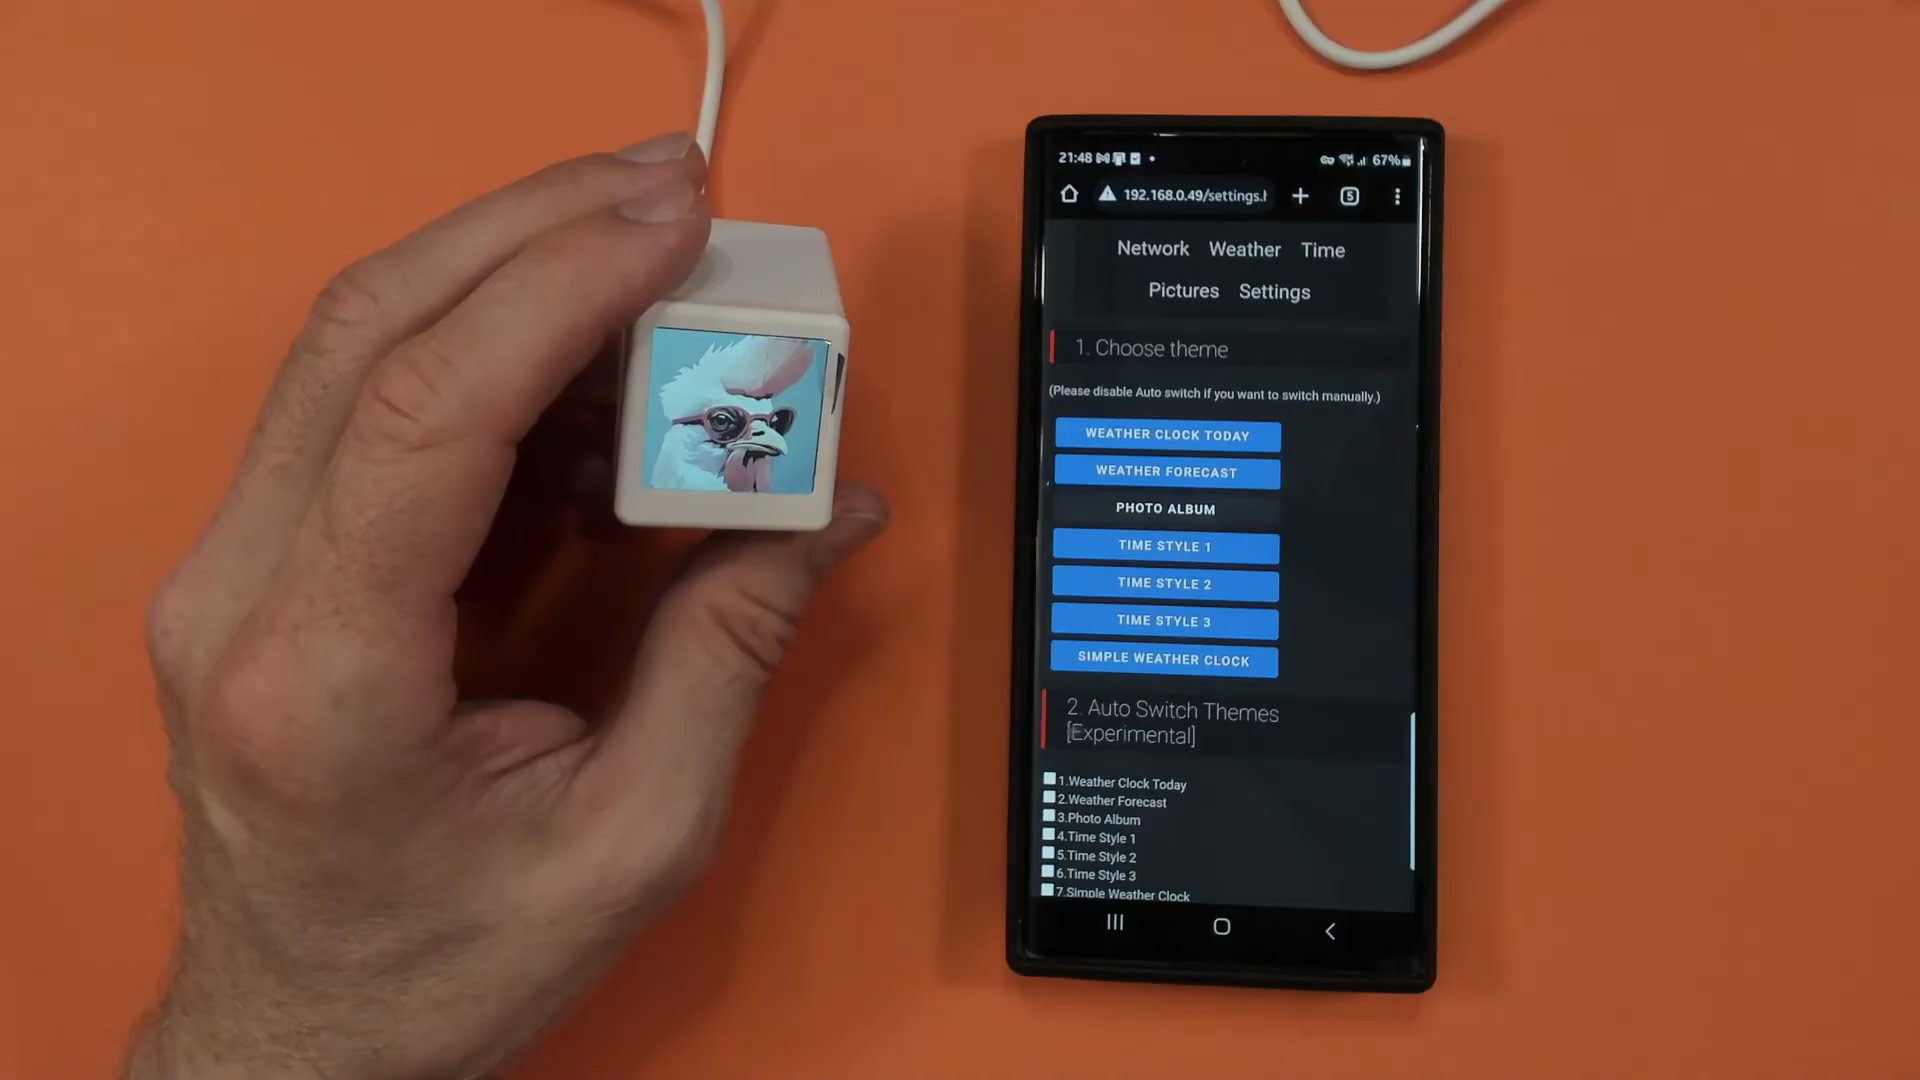 21:48
67%
192.168.0.49/settings.
5
Network Weather Time
Pictures Settings
1. Choose theme
(Please disable Auto switch if you want to switch manually.)
WEATHER CLOCK TODAY
WEATHER FORECAST
PHOTO ALBUM
TIME STYLE 1
TIME STYLE 2
TIME STYLE 3
SIMPLE WEATHER CLOCK
2. Auto Switch Themes
[Experimental]
1.Weather Clock Today
2.Weather Forecast
3.Photo Album
4.Time Style 1
5.Time Style 2
6.Time Style 3
7.Simple Weather Clock